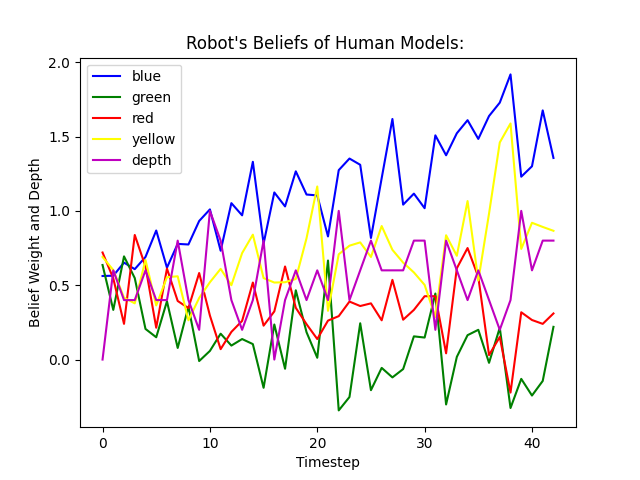 Robot's Beliefs of Human Models:
2.0
1.5
1.0
0.5
0.0
Belief Weight and Depth
blue
green
red
yellow
depth
0
10
20
30
40
Timestep